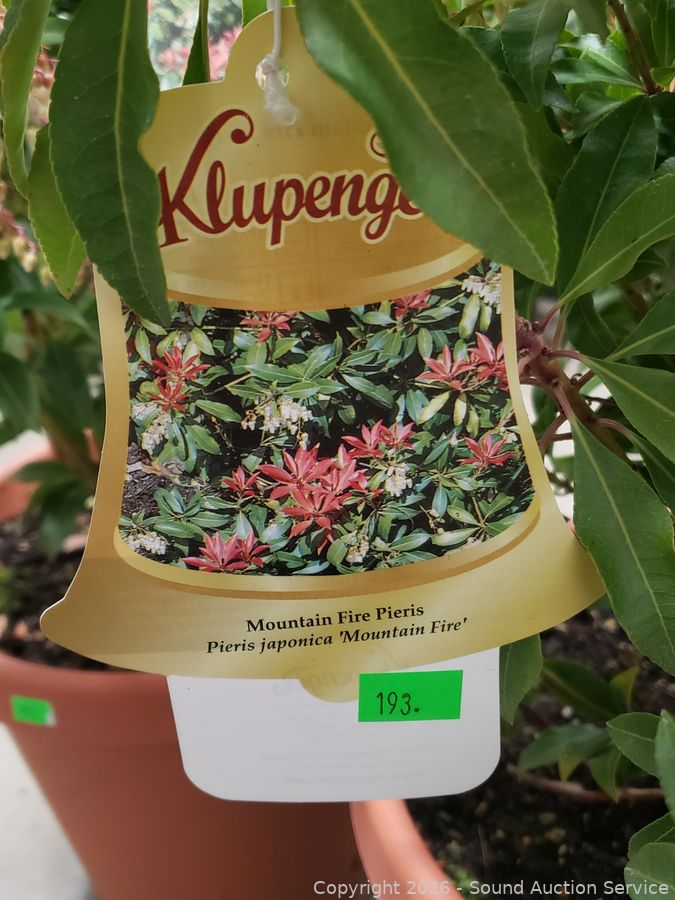 Klupenge
Mountain Fire Pieris
Pieris japonica 'Mountain Fire'
193.
Copyright 2026 - Sound Auction Service